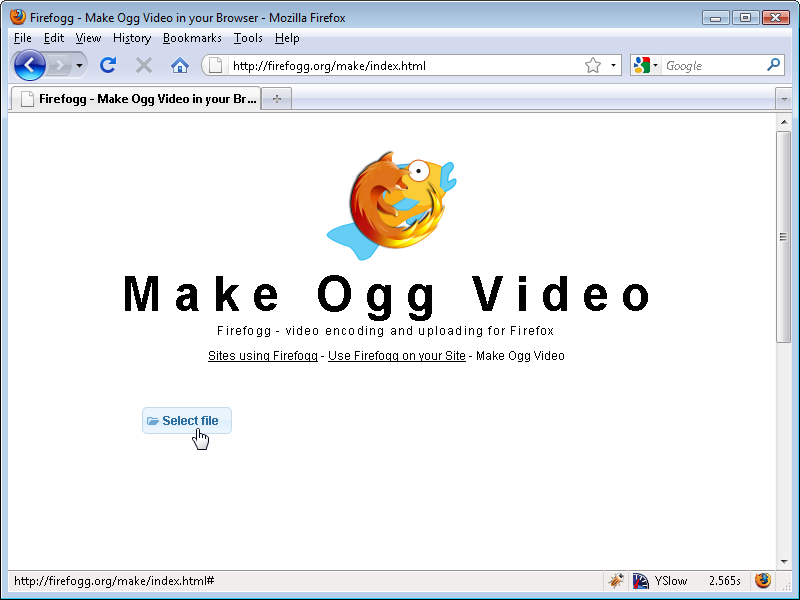 Firefogg - Make Ogg Video in your Browser - Mozilla Firefox
File Edit View History Bookmarks Tools Help
http://firefogg.org/make/index.html
Google
Firefogg - Make Ogg Video in your Br...
Make Ogg Video
Firefogg - video encoding and uploading for Firefox
Sites using Firefogg - Use Firefogg on your Site - Make Ogg Video
Select file
http://firefogg.org/make/index.html# YSlow 2.565s